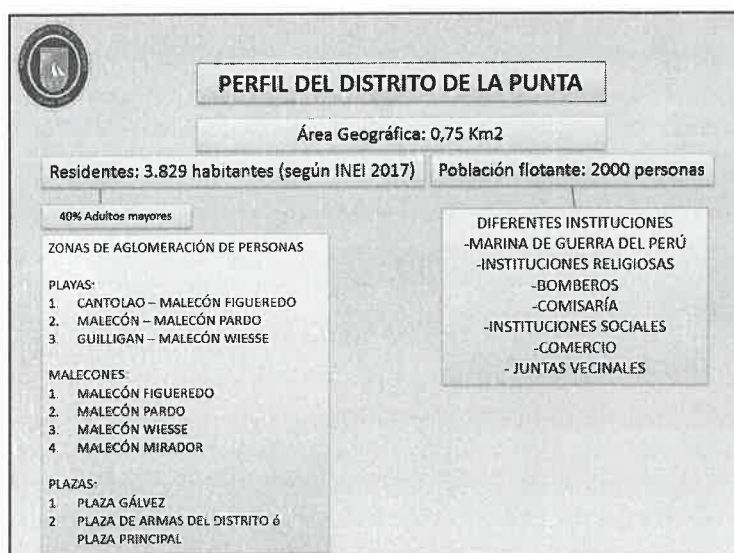 PERFIL DEL DISTRITO DE LA PUNTA
Área Geográfica: 0,75 Km2
Residentes: 3.829 habitantes (según INEI 2017)
Población flotante: 2000 personas
40% Adultos mayores
ZONAS DE AGLOMERACIÓN DE PERSONAS
PLAYAS:
1. CANTOLAO – MALECÓN FIGUEREDO
2. MALECÓN – MALECÓN PARDO
3. GUILLIGAN – MALECÓN WIESSE
MALECONES:
1. MALECÓN FIGUEREDO
2. MALECÓN PARDO
3. MALECÓN WIESSE
4. MALECÓN MIRADOR
PLAZAS:
1 PLAZA GÁLVEZ
2 PLAZA DE ARMAS DEL DISTRITO ó
PLAZA PRINCIPAL
DIFERENTES INSTITUCIONES
-MARINA DE GUERRA DEL PERÚ
-INSTITUCIONES RELIGIOSAS
-BOMBEROS
-COMISARÍA
-INSTITUCIONES SOCIALES
-COMERCIO
- JUNTAS VECINALES